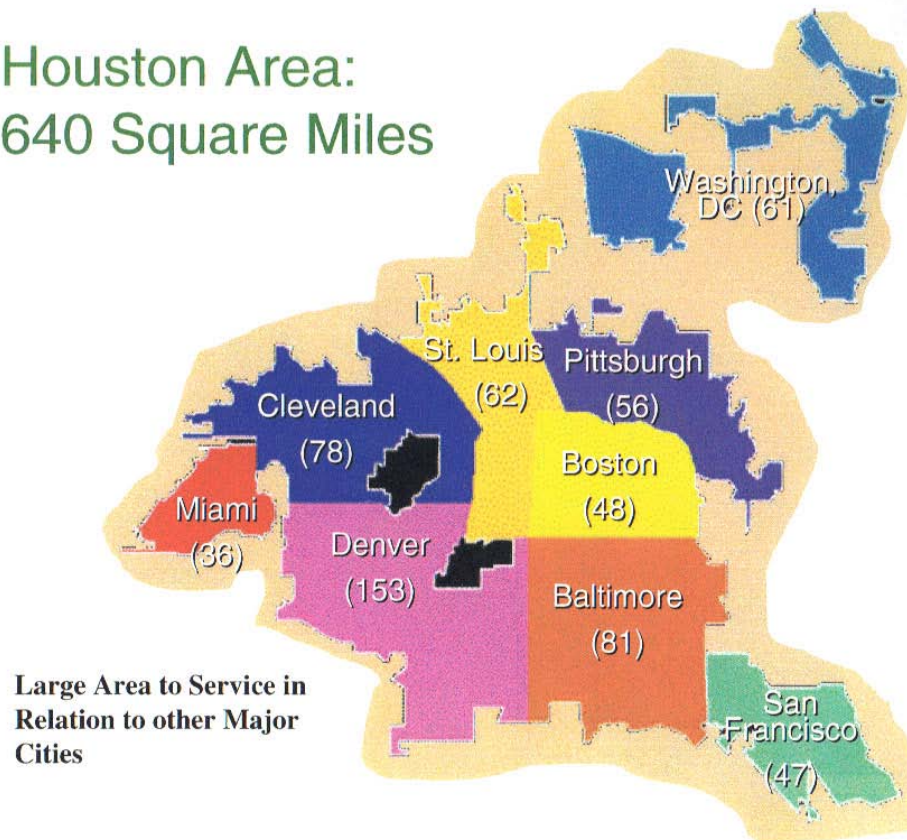 Houston Area:
640 Square Miles
Washington,
DC (61)
St. Louis
(62)
Pittsburgh
(56)
Cleveland
(78)
Boston
(48)
Miami
(36)
Denver
(153)
Baltimore
(81)
San
Francisco
(47)
Large Area to Service in
Relation to other Major
Cities